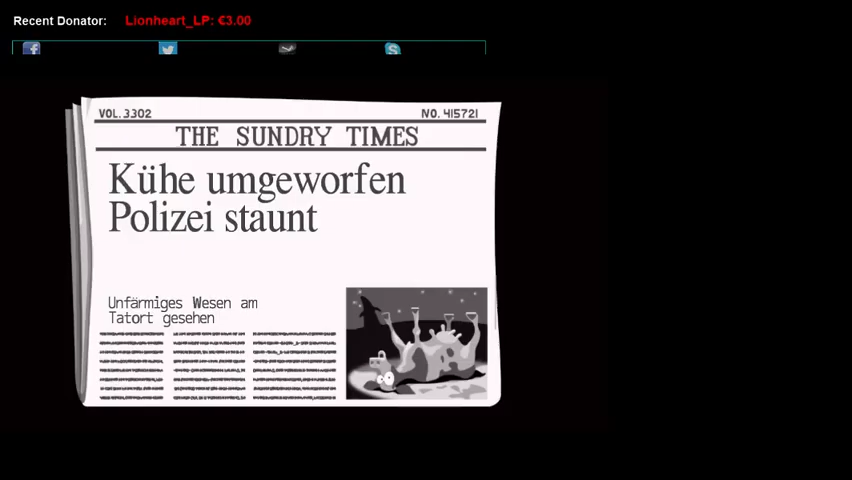 Recent Donator: Lionheart_LP: €3.00
VOL. 3302 NO. 415721
THE SUNDRY TIMES
Kühe umgeworfen
Polizei staunt
Unfärmiges Wesen am
Tatort gesehen